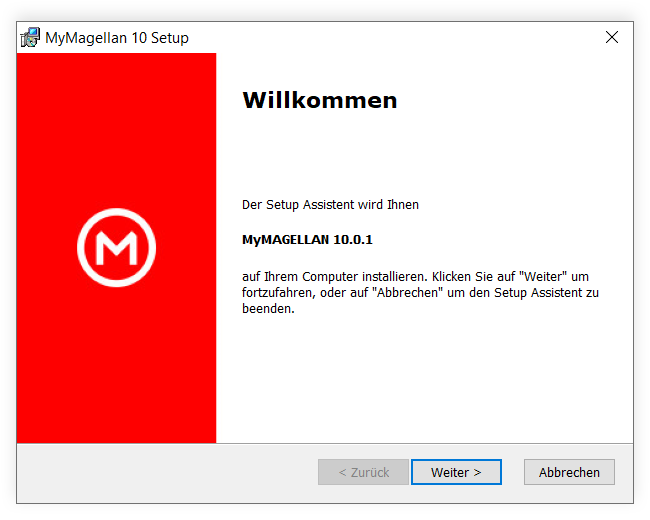 MyMagellan 10 Setup
Willkommen
Der Setup Assistent wird Ihnen
MyMAGELLAN 10.0.1
auf Ihrem Computer installieren. Klicken Sie auf "Weiter" um
fortzufahren, oder auf "Abbrechen" um den Setup Assistent zu
beenden.
M
< Zurück
Weiter >
Abbrechen